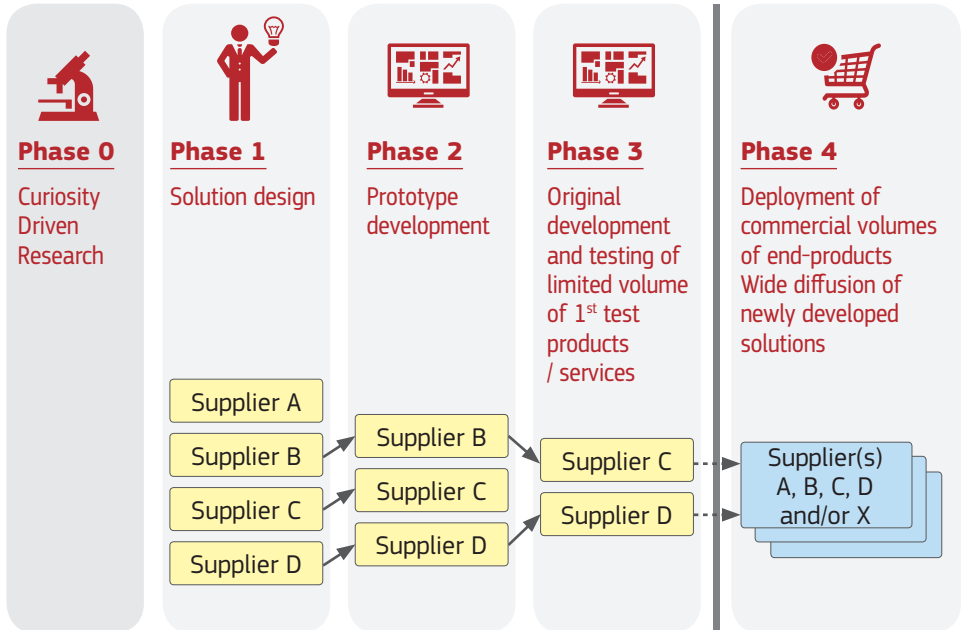 Phase 0
Curiosity
Driven
Research
Phase 1
Solution design
Supplier A
Supplier B
Supplier C
Supplier D
Phase 2
Prototype
development
Supplier B
Supplier C
Supplier D
Phase 3
Original
development
and testing of
limited volume
of 1st test
products
/ services
Supplier C
Supplier D
Phase 4
Deployment of
commercial volumes
of end-products
Wide diffusion of
newly developed
solutions
Supplier(s)
A, B, C, D
and/or X